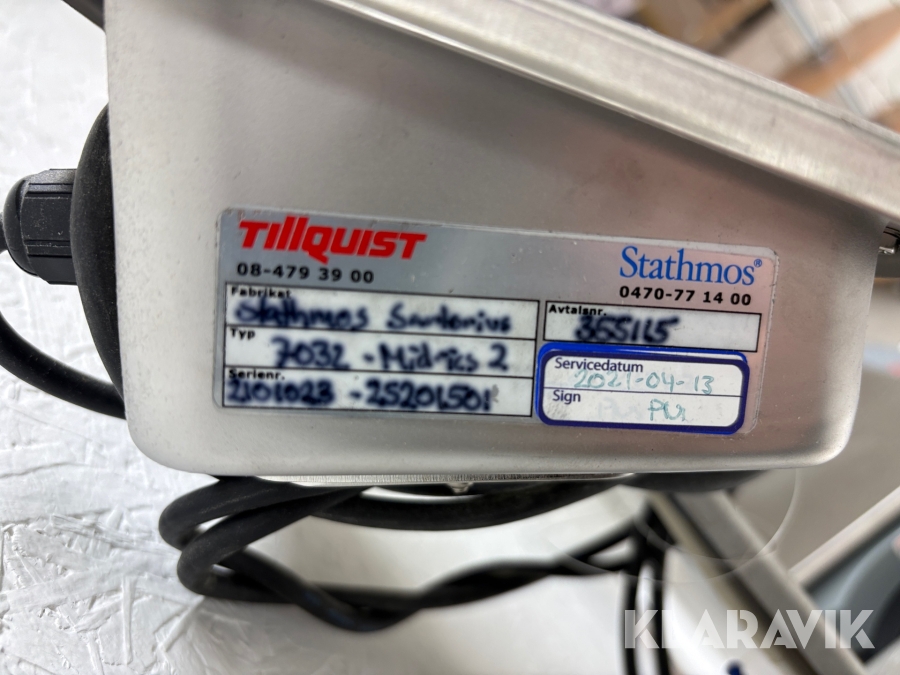 TILLQUIST
08-479 39 00
Stathmos®
0470-77 14 00
Fabrikat
Stathmos Sartorius
Typ
7032 - Midrics 2
Serienr.
2101023 - 25201501
Avtalsnr.
355115
Servicedatum
2021-04-13
Sign
KLARAVIK